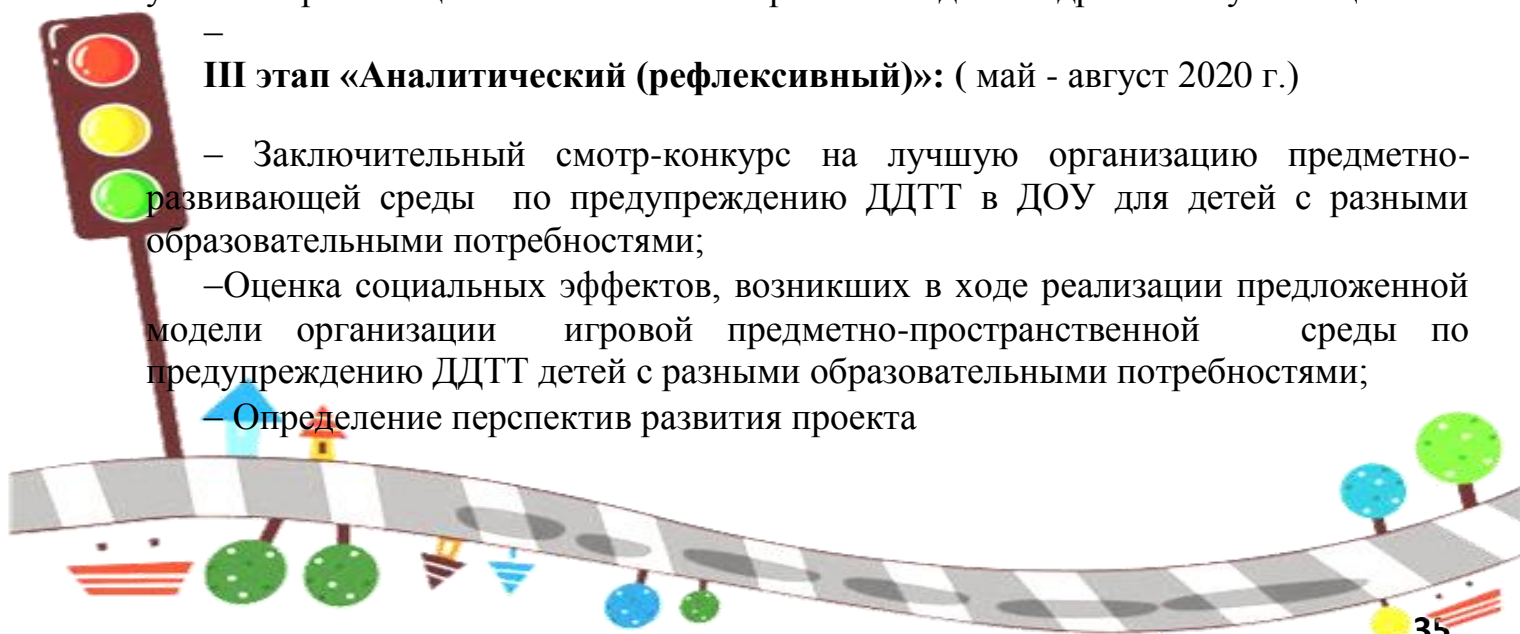 –
III этап «Аналитический (рефлексивный)»: ( май - август 2020 г.)
– Заключительный смотр-конкурс на лучшую организацию предметно-
развивающей среды по предупреждению ДДТТ в ДОУ для детей с разными
образовательными потребностями;
–Оценка социальных эффектов, возникших в ходе реализации предложенной
модели организации игровой предметно-пространственной среды по
предупреждению ДДТТ детей с разными образовательными потребностями;
– Определение перспектив развития проекта
35